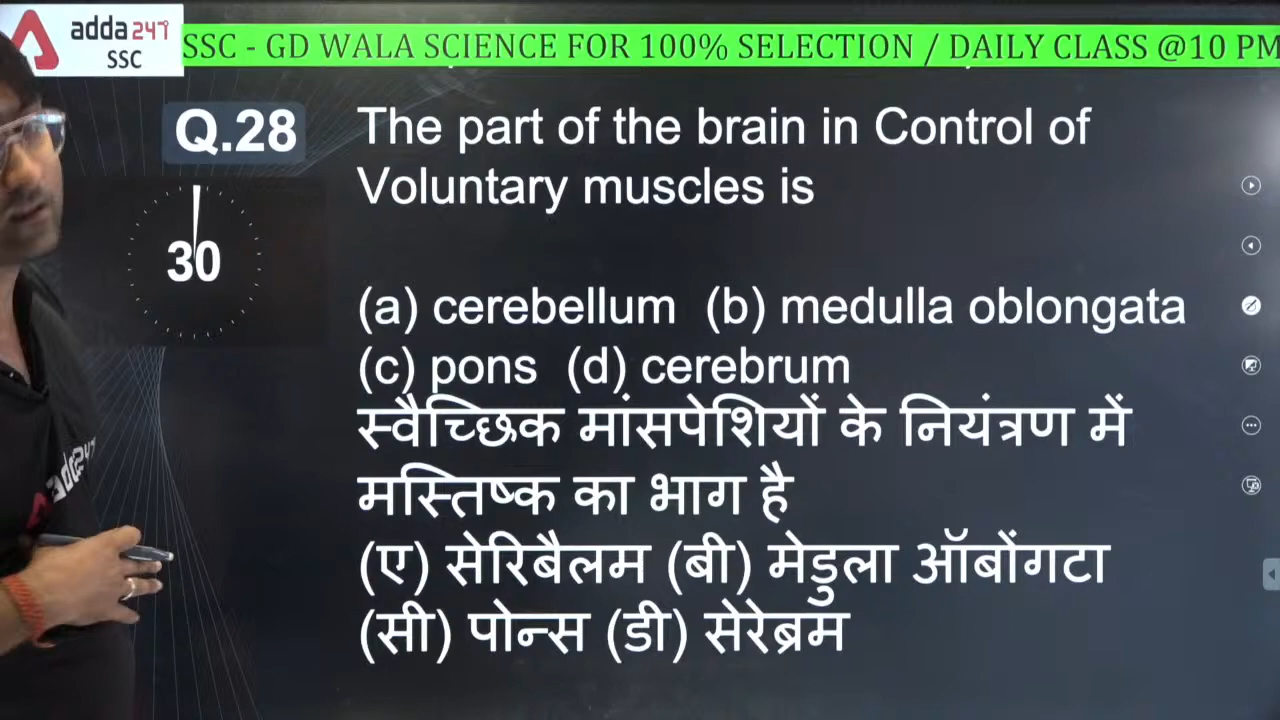 adda 247
SSC
SSC - GD WALA SCIENCE FOR 100% SELECTION / DAILY CLASS @10 PM
Q.28
30
The part of the brain in Control of
Voluntary muscles is
(a) cerebellum (b) medulla oblongata
(c) pons (d) cerebrum
स्वैच्छिक मांसपेशियों के नियंत्रण में
मस्तिष्क का भाग है
(ए) सेरिबैलम (बी) मेडुला ऑबोंगटा
(सी) पोन्स (डी) सेरेब्रम